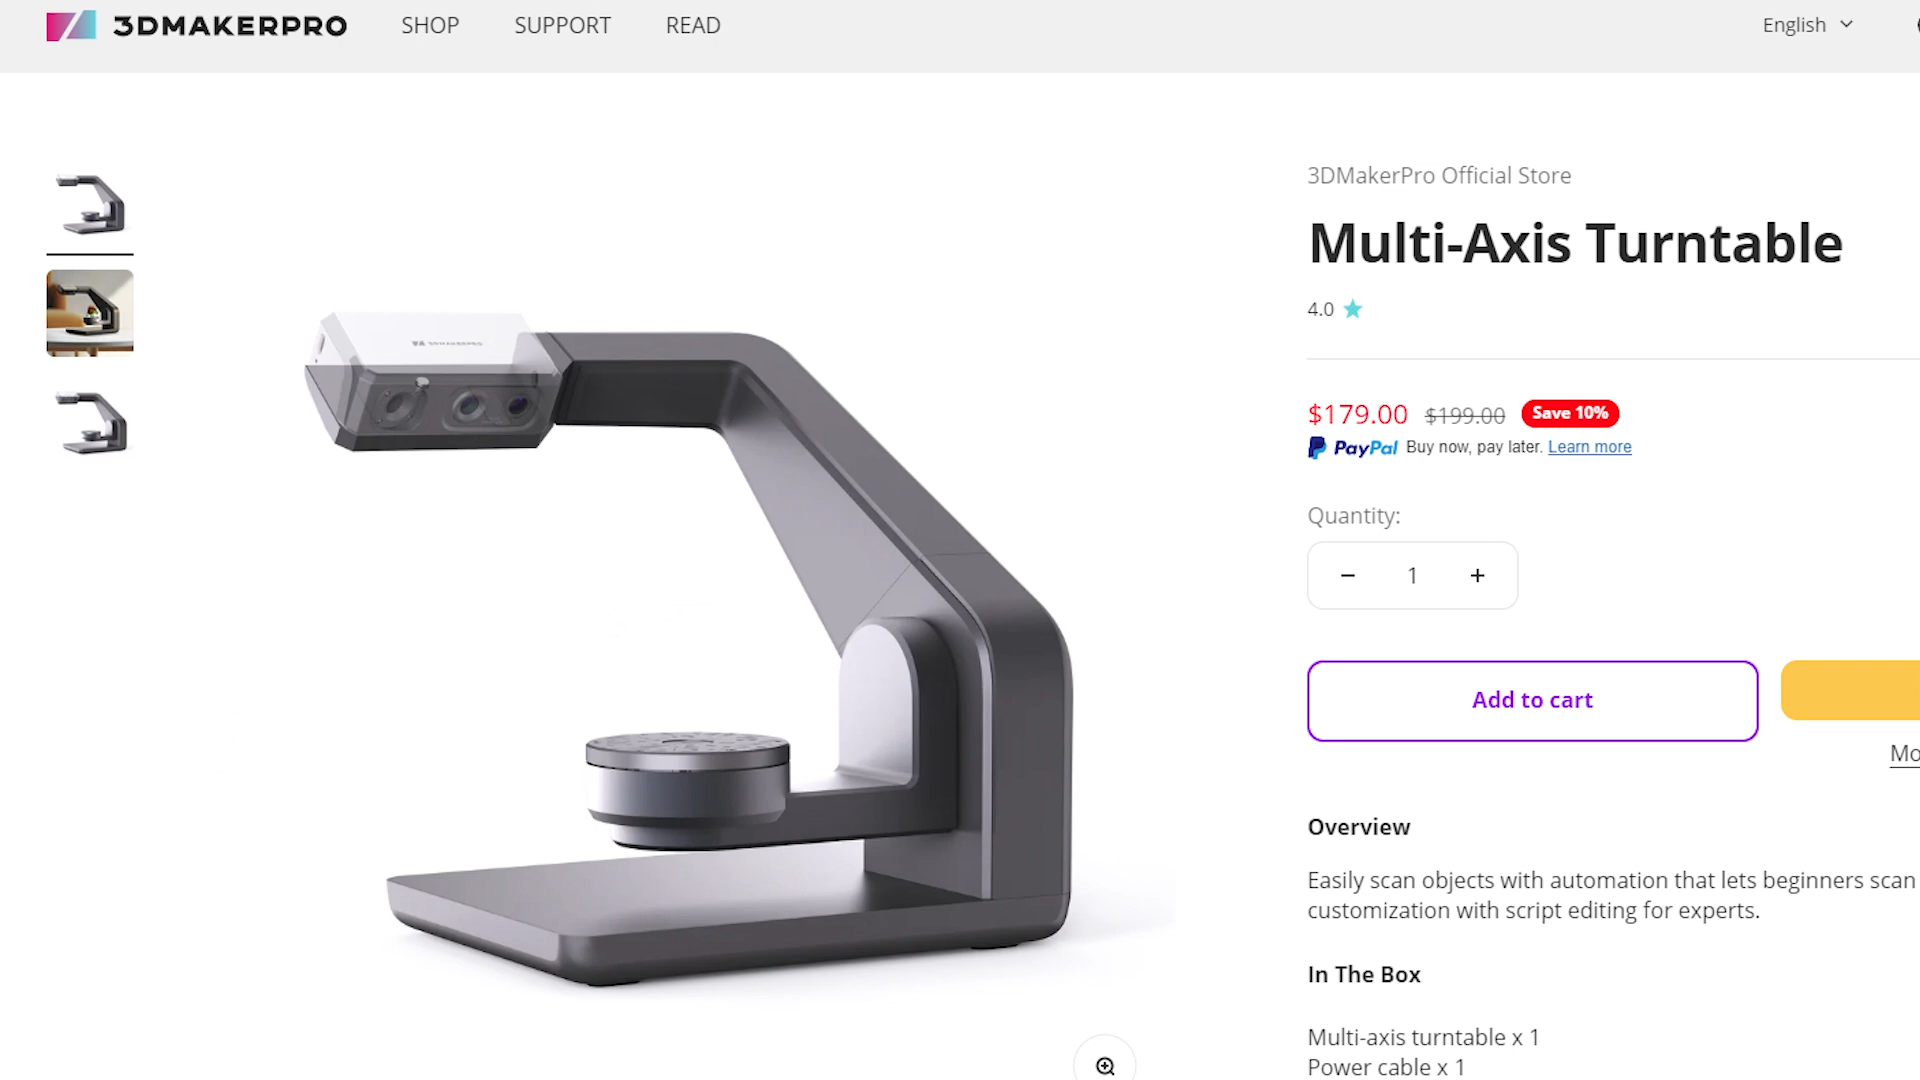 3DMAKERPRO
SHOP
SUPPORT
READ
English
3DMakerPro Official Store
Multi-Axis Turntable
4.0
3DMAKERPRO
$179.00 $199.00 Save 10%
PayPal Buy now, pay later. Learn more
Quantity:
− 1 +
Add to cart
Mo
Overview
Easily scan objects with automation that lets beginners scan
customization with script editing for experts.
In The Box
Multi-axis turntable x 1
Power cable x 1